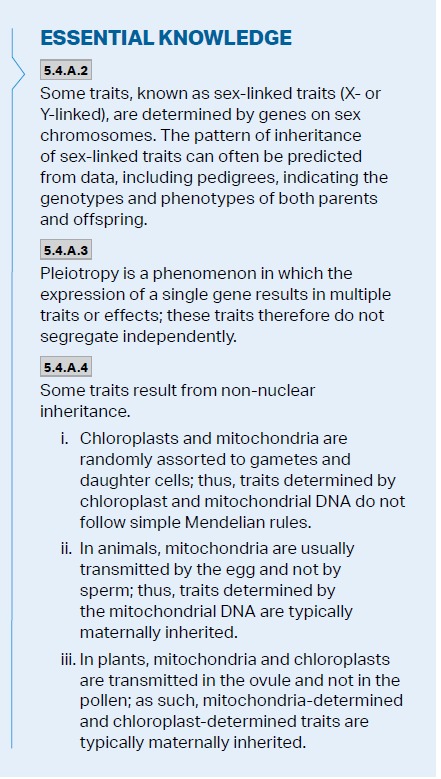 ESSENTIAL KNOWLEDGE
5.4.A.2
Some traits, known as sex-linked traits (X- or
Y-linked), are determined by genes on sex
chromosomes. The pattern of inheritance
of sex-linked traits can often be predicted
from data, including pedigrees, indicating the
genotypes and phenotypes of both parents
and offspring.
5.4.A.3
Pleiotropy is a phenomenon in which the
expression of a single gene results in multiple
traits or effects; these traits therefore do not
segregate independently.
5.4.A.4
Some traits result from non-nuclear
inheritance.
i. Chloroplasts and mitochondria are
randomly assorted to gametes and
daughter cells; thus, traits determined by
chloroplast and mitochondrial DNA do not
follow simple Mendelian rules.
ii. In animals, mitochondria are usually
transmitted by the egg and not by
sperm; thus, traits determined by
the mitochondrial DNA are typically
maternally inherited.
iii. In plants, mitochondria and chloroplasts
are transmitted in the ovule and not in the
pollen; as such, mitochondria-determined
and chloroplast-determined traits are
typically maternally inherited.